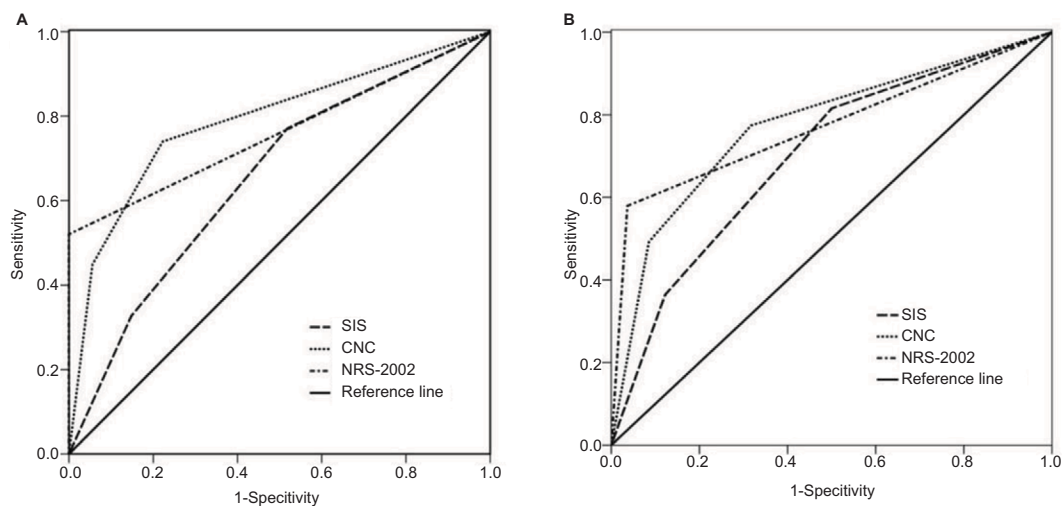 A
1.0
0.8
0.6
0.4
0.2
0.0
Sensitivity
SIS
CNC
NRS-2002
Reference line
0.0 0.2 0.4 0.6 0.8 1.0
1-Specitivity
B
1.0
0.8
0.6
0.4
0.2
0.0
Sensitivity
SIS
CNC
NRS-2002
Reference line
0.0 0.2 0.4 0.6 0.8 1.0
1-Specitivity